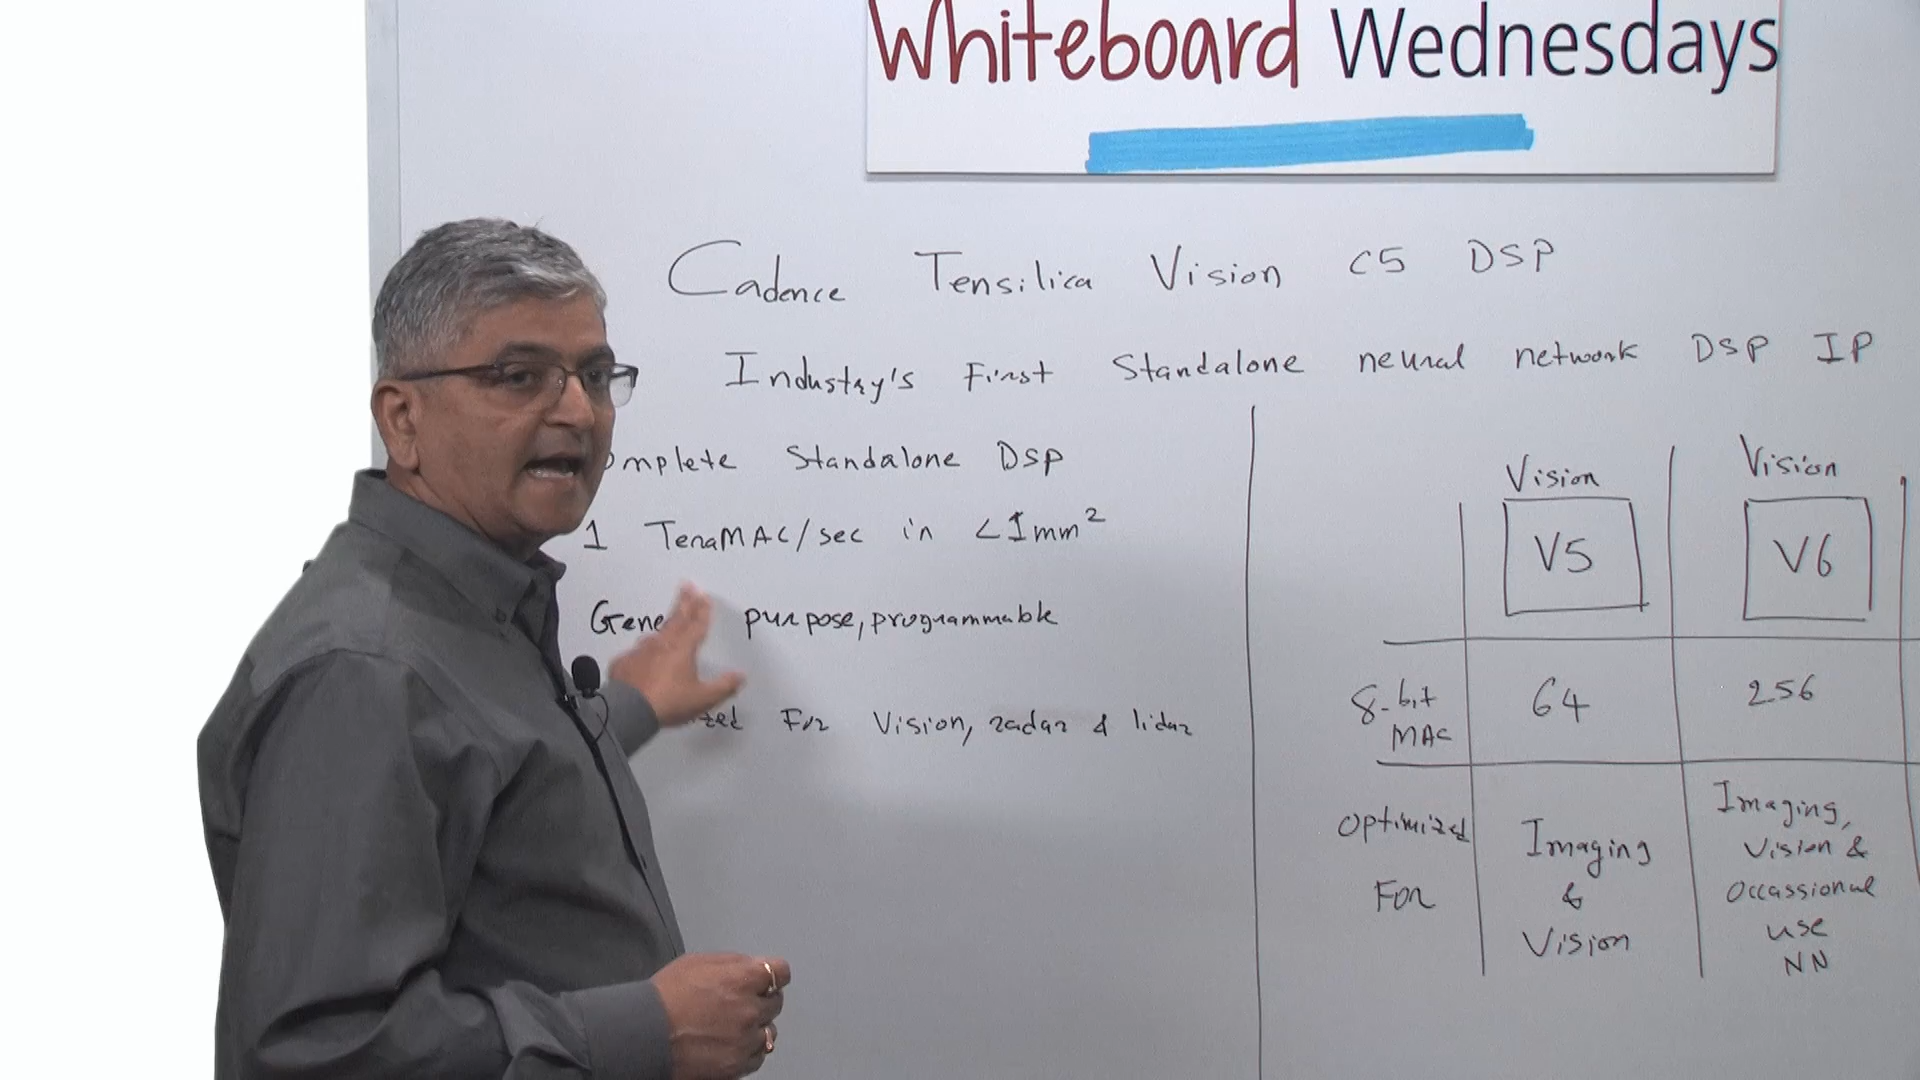 Whiteboard Wednesdays
Cadence Tensilica Vision C5 DSP
Industry's First Standalone neural network DSP IP
omplete Standalone DSP
1 TeraMAC/sec in <1mm²
Gene purpose, programmable
zed For Vision, radar & lidar
Vision Vision
V5 V6
8-bit MAC 64 256
Optimized For
Imaging & Vision
Imaging, Vision & Occassional use NN